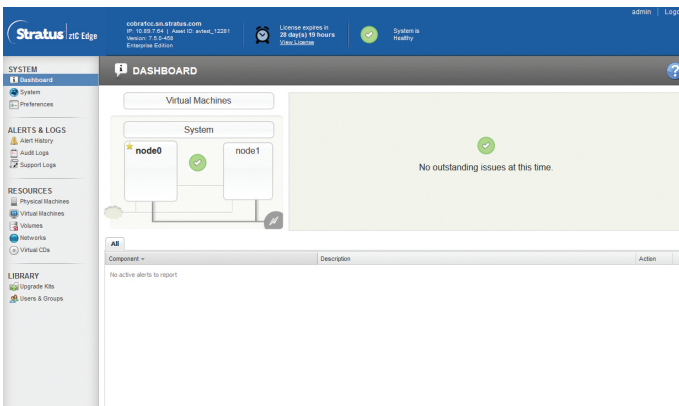 admin | Logo
Stratus ztC Edge
cobrafcc.sn.stratus.com
IP: 10.89.7.64 | Asset ID: avtest_12281
Version: 7.5.0-458
Enterprise Edition
License expires in
28 day(s) 19 hours
View License
System is
Healthy
SYSTEM
Dashboard
System
Preferences
ALERTS & LOGS
Alert History
Audit Logs
Support Logs
RESOURCES
Physical Machines
Virtual Machines
Volumes
Networks
Virtual CDs
LIBRARY
Upgrade Kits
Users & Groups
DASHBOARD
?
Virtual Machines
System
node0
node1
No outstanding issues at this time.
All
Component
Description
Action
No active alerts to report